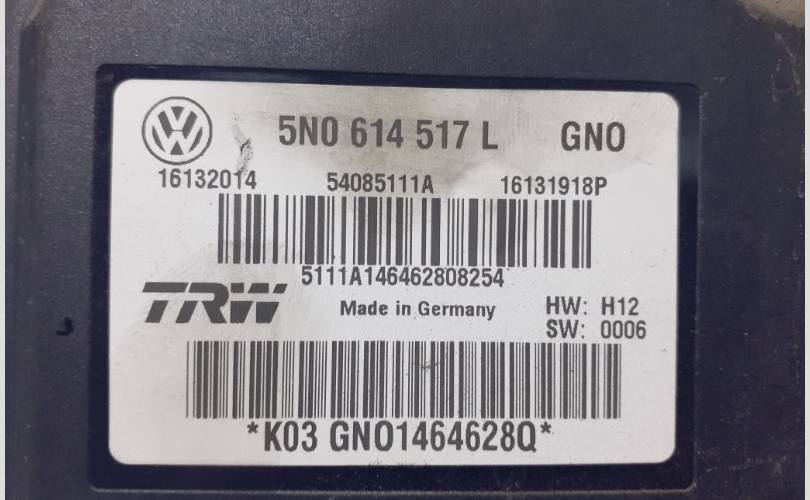 5N0 614 517 L GNO
16132014 54085111A 16131918P
5111A146462808254
TRW Made in Germany HW: H12
SW: 0006
*K03 GNO1464628Q*